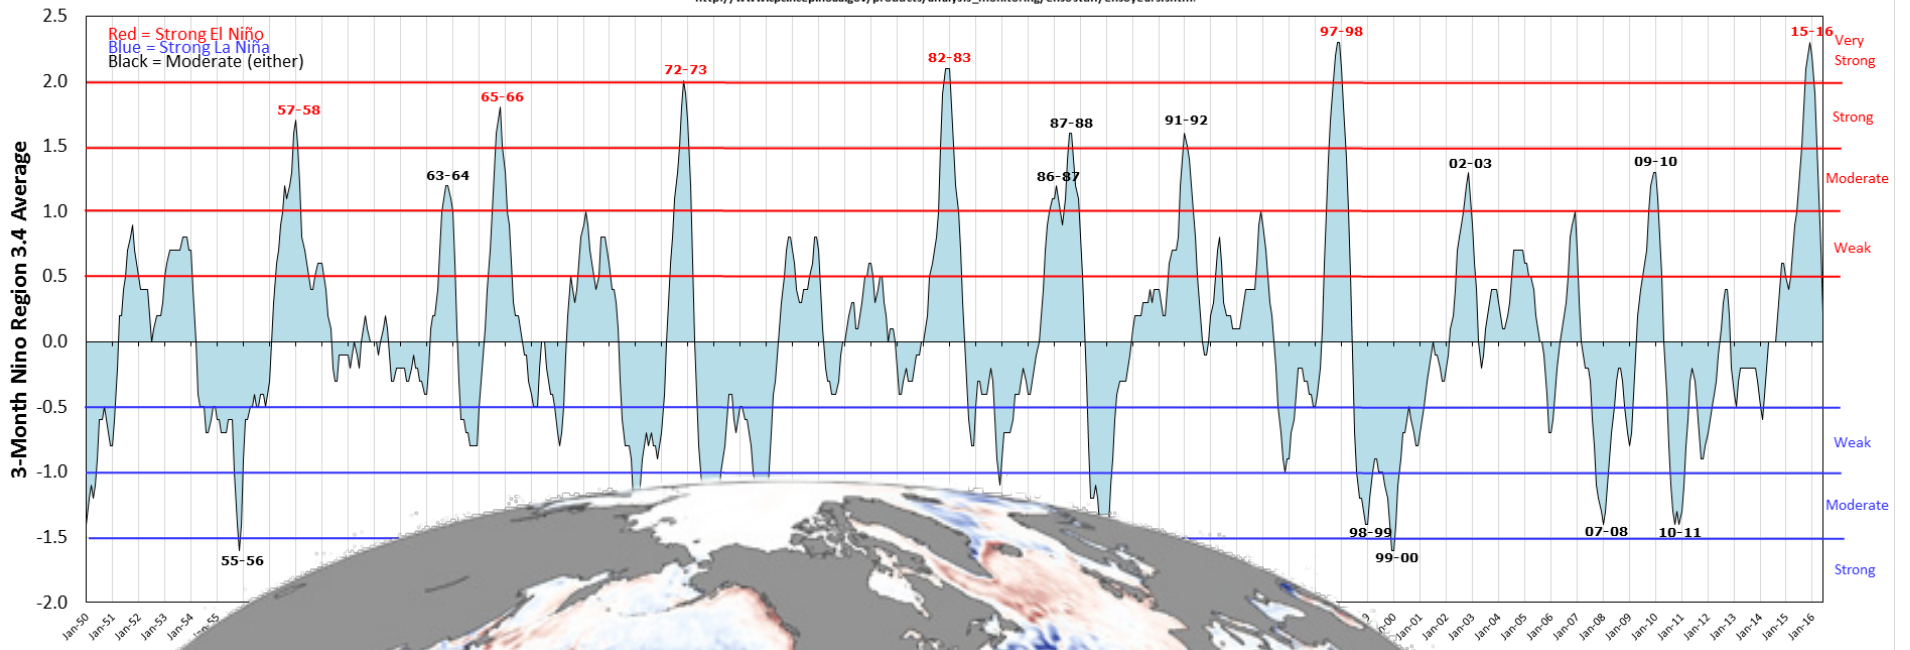 Red = Strong El Niño
Blue = Strong La Niña
Black = Moderate (either)
3-Month Nino Region 3.4 Average
2.5
2.0
1.5
1.0
0.5
0.0
-0.5
-1.0
-1.5
-2.0
57-58
63-64
65-66
72-73
82-83
86-87
87-88
91-92
97-98
02-03
09-10
15-16
55-56
98-99
99-00
07-08
10-11
Very
Strong
Strong
Moderate
Weak
Weak
Moderate
Strong
Jan-50
Jan-51
Jan-52
Jan-53
Jan-54
Jan-55
Jan-01
Jan-02
Jan-03
Jan-04
Jan-05
Jan-06
Jan-07
Jan-08
Jan-09
Jan-10
Jan-11
Jan-12
Jan-13
Jan-14
Jan-15
Jan-16